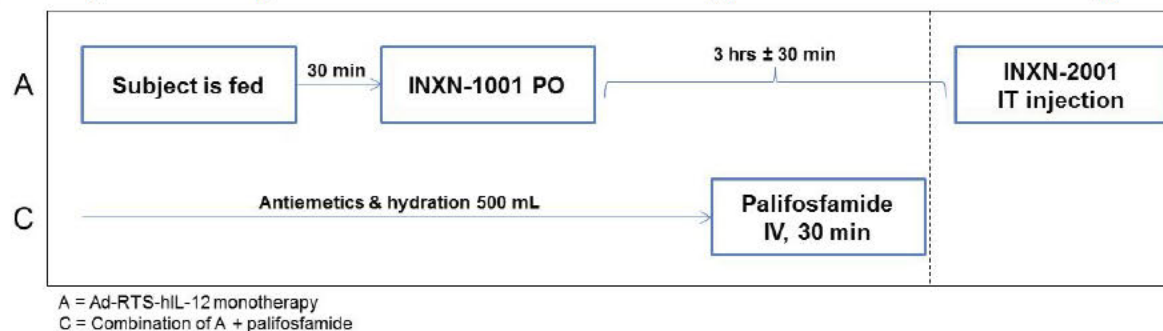 3 hrs ± 30 min
30 min
A
Subject is fed
INXN-1001 PO
INXN-2001
IT injection
Antiemetics & hydration 500 mL
C
Palifosfamide
IV, 30 min
A = Ad-RTS-hIL-12 monotherapy
C = Combination of A + palifosfamide